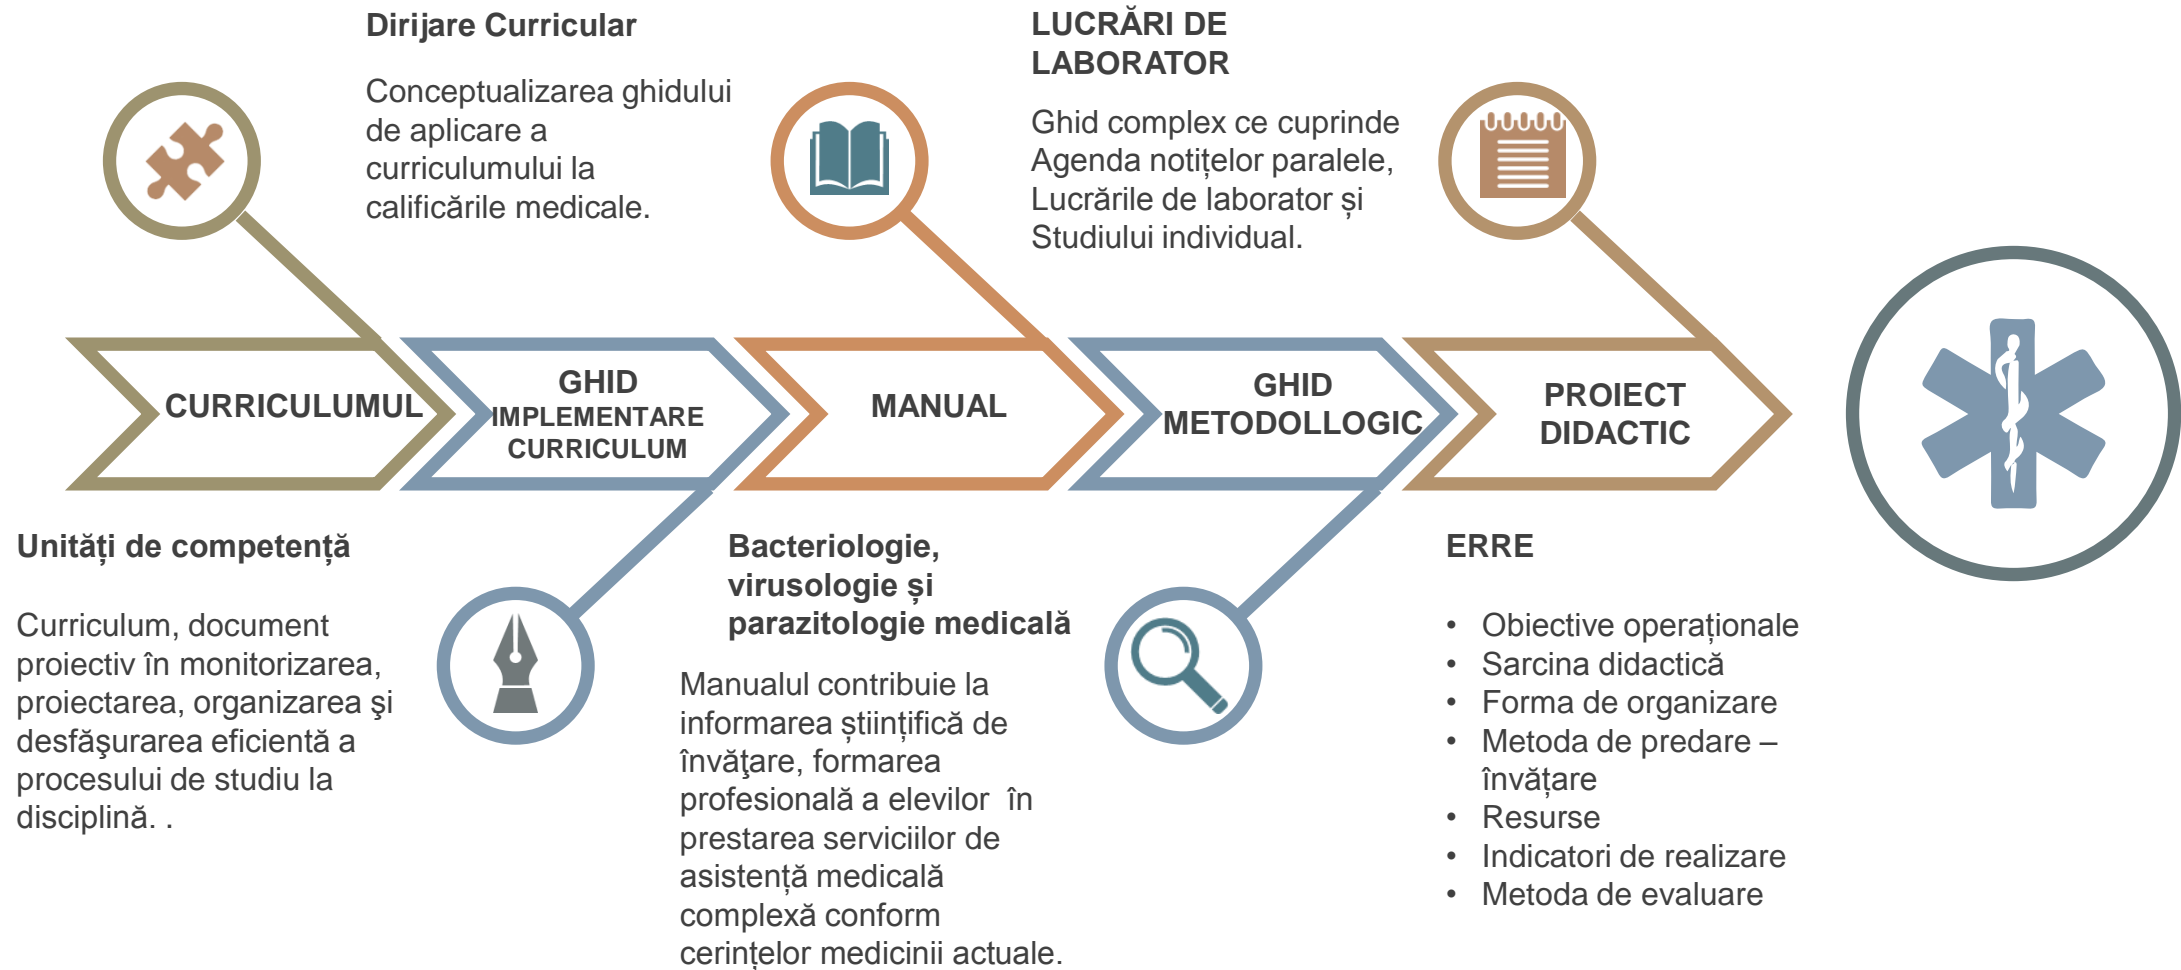 Dirijare Curricular
Conceptualizarea ghidului
de aplicare a
curriculumului la
calificările medicale.
LUCRĂRI DE
LABORATOR
Ghid complex ce cuprinde
Agenda notițelor paralele,
Lucrările de laborator și
Studiului individual.
CURRICULUMUL
GHID
IMPLEMENTARE
CURRICULUM
MANUAL
GHID
METODOLLOGIC
PROIECT
DIDACTIC
Unități de competență
Curriculum, document
proiectiv în monitorizarea,
proiectarea, organizarea şi
desfăşurarea eficientă a
procesului de studiu la
disciplină. .
Bacteriologie,
virusologie și
parazitologie medicală
Manualul contribuie la
informarea științifică de
învăţare, formarea
profesională a elevilor  în
prestarea serviciilor de
asistență medicală
complexă conform
cerințelor medicinii actuale.
ERRE
• Obiective operaționale
• Sarcina didactică
• Forma de organizare
• Metoda de predare –
învățare
• Resurse
• Indicatori de realizare
• Metoda de evaluare